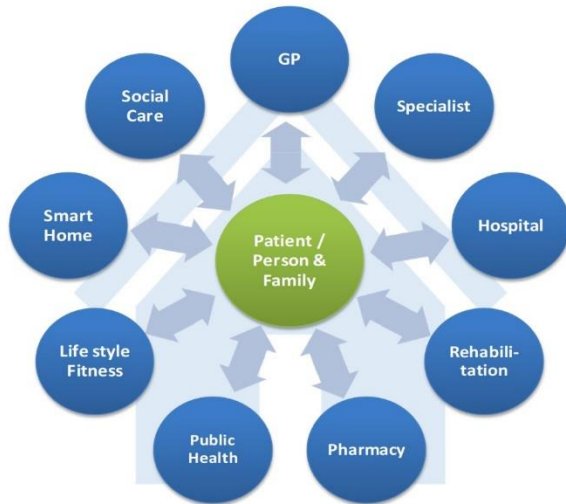 GP
Social
Care
Specialist
Smart
Home
Patient /
Person &
Family
Hospital
Life style
Fitness
Rehabili-
tation
Public
Health
Pharmacy